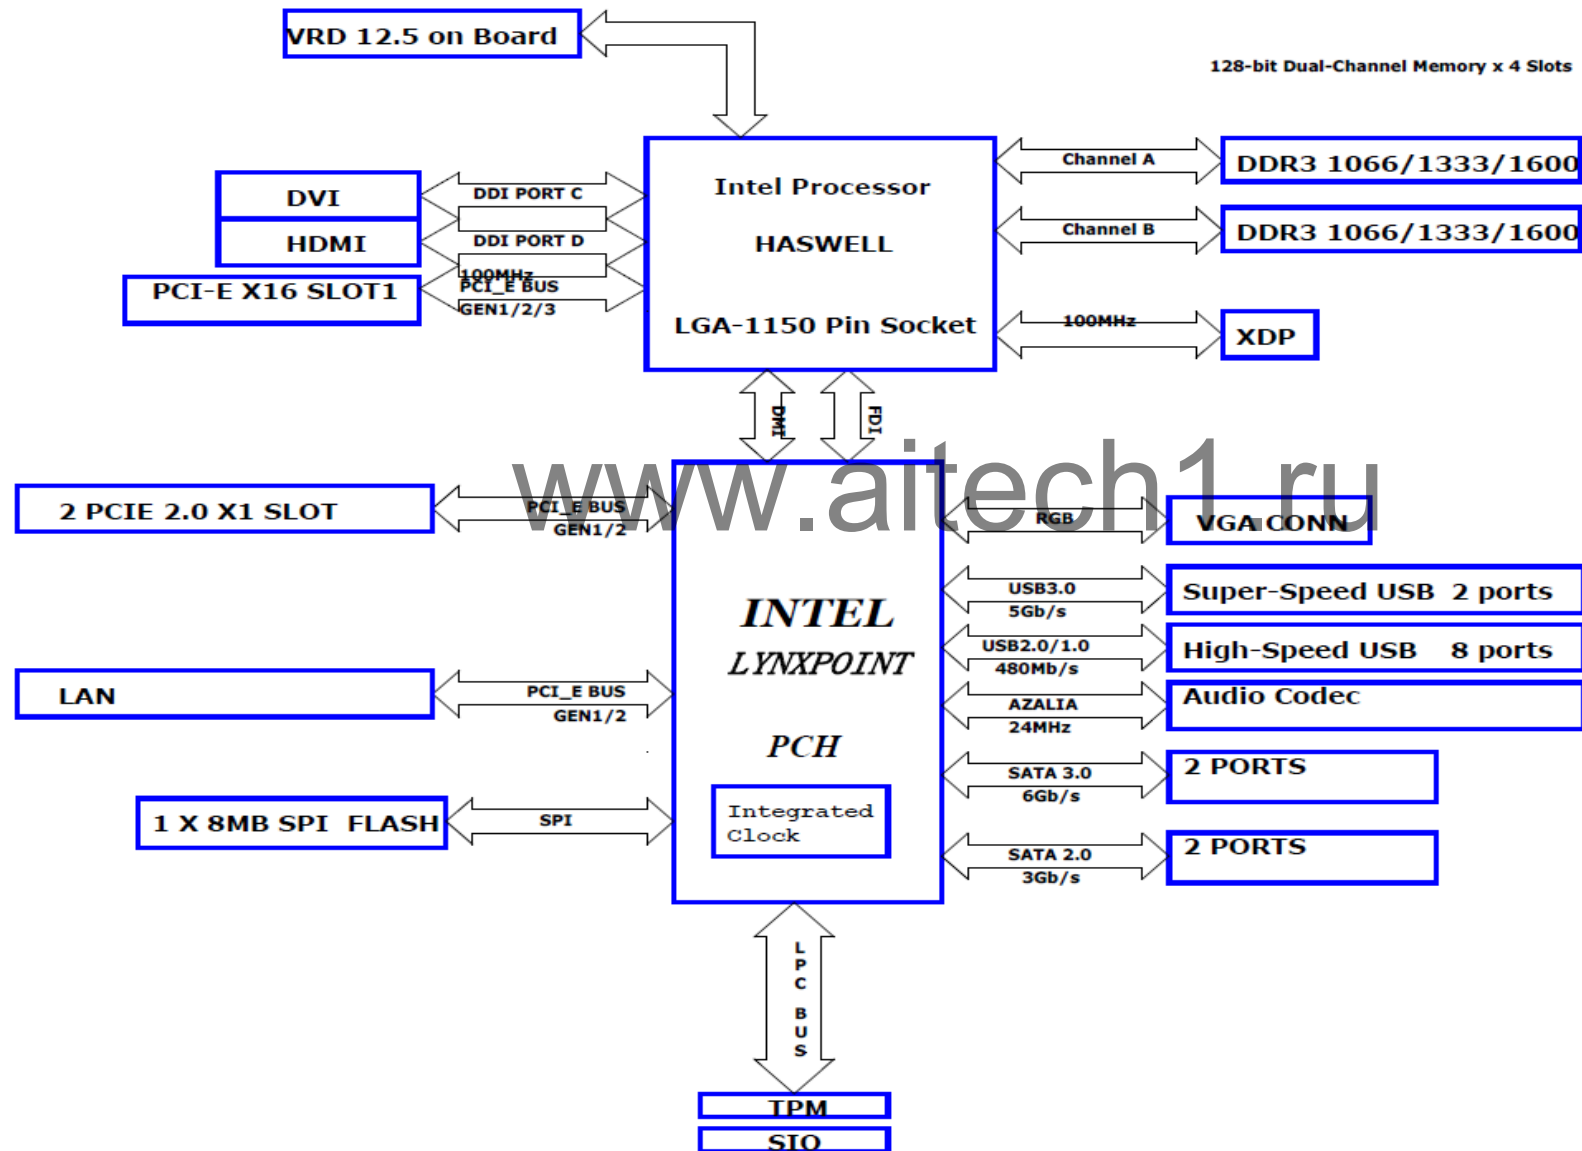 VRD 12.5 on Board
128-bit Dual-Channel Memory x 4 Slots
DVI
HDMI
PCI-E X16 SLOT1
DDI PORT C
DDI PORT D
100MHz
PCI_E BUS
GEN1/2/3
Intel Processor
HASWELL
LGA-1150 Pin Socket
Channel A
DDR3 1066/1333/1600
Channel B
DDR3 1066/1333/1600
100MHz
XDP
DMI
FDI
www.aitech1.ru
2 PCIE 2.0 X1 SLOT
PCI_E BUS
GEN1/2
RGB
VGA CONN
USB3.0
5Gb/s
Super-Speed USB 2 ports
USB2.0/1.0
480Mb/s
High-Speed USB 8 ports
INTEL
LYNXPOINT
PCH
Integrated
Clock
LAN
PCI_E BUS
GEN1/2
AZALIA
24MHz
Audio Codec
SATA 3.0
6Gb/s
2 PORTS
1 X 8MB SPI FLASH
SPI
SATA 2.0
3Gb/s
2 PORTS
LPC BUS
TPM
SIO